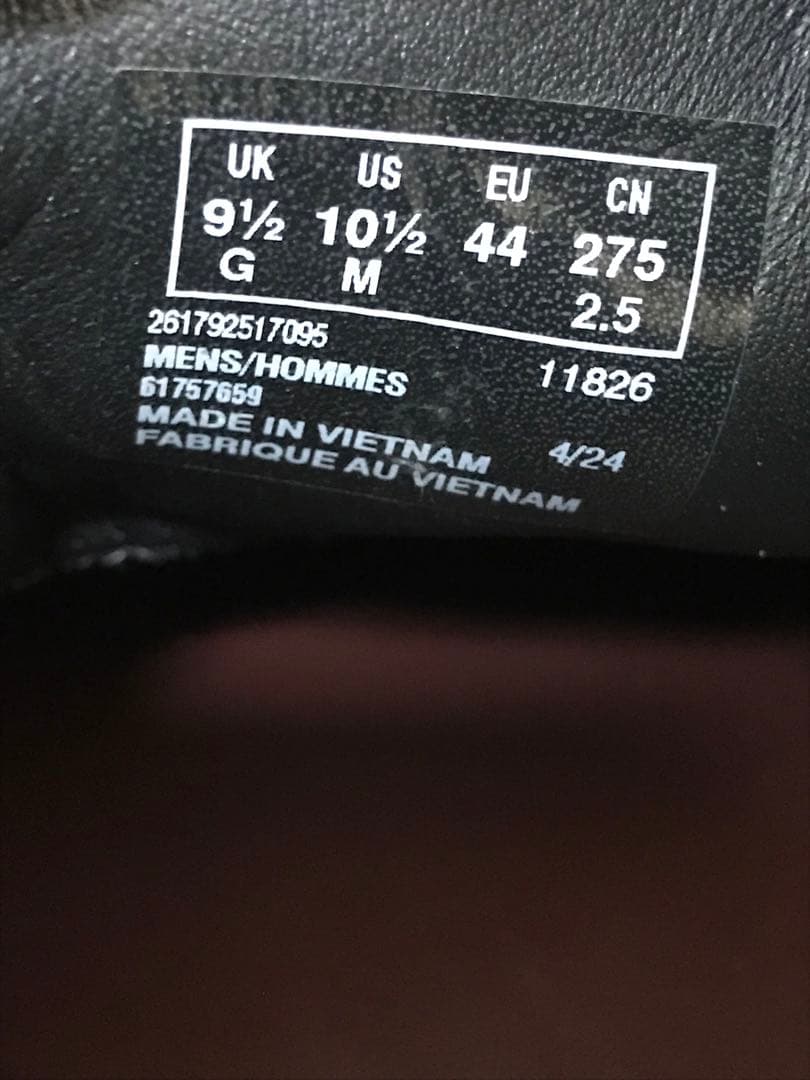 UK US EU CN
9½ 10½ 44 275
G M 2.5
261792517095
MENS/HOMMES 11826
61757659
MADE IN VIETNAM 4/24
FABRIQUE AU VIETNAM